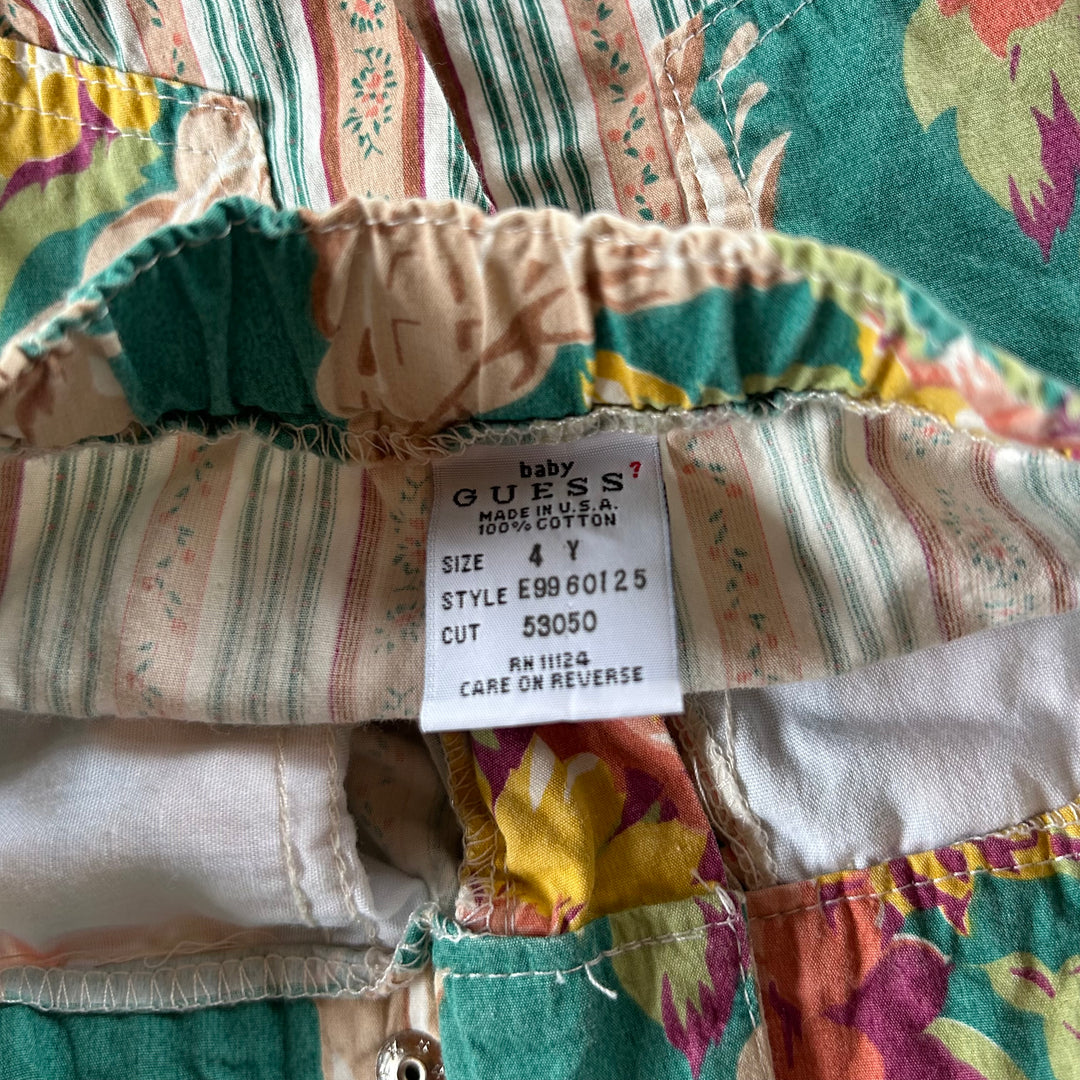 baby
GUESS?
MADE IN U.S.A.
100% COTTON
SIZE 4 Y
STYLE E9960125
CUT 53050
RN 11124
CARE ON REVERSE